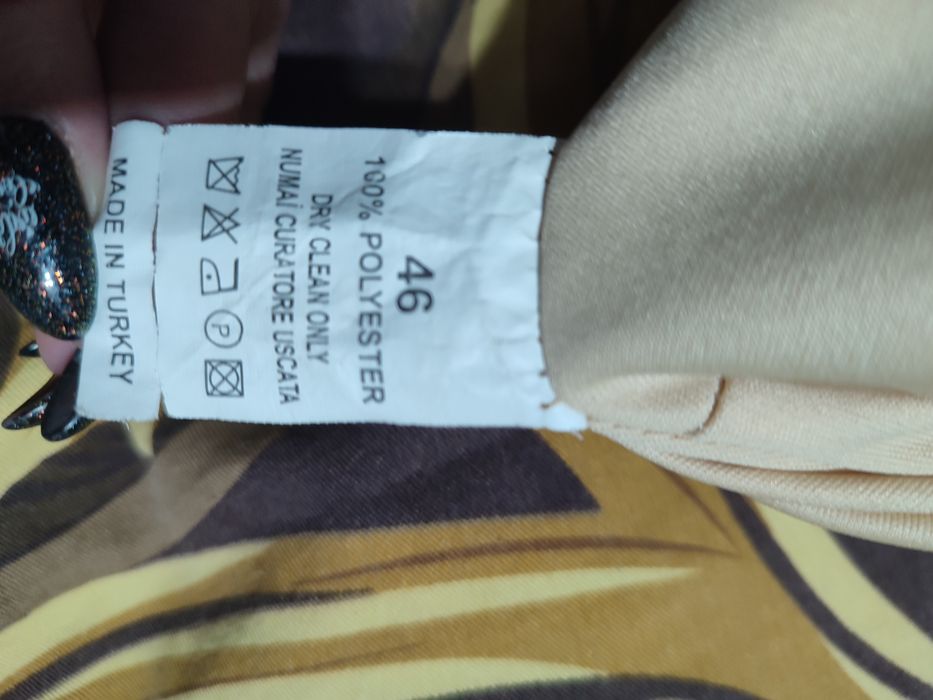 46
100% POLYESTER
DRY CLEAN ONLY
NUMAİ CURATORE USCATA
P
MADE IN TURKEY